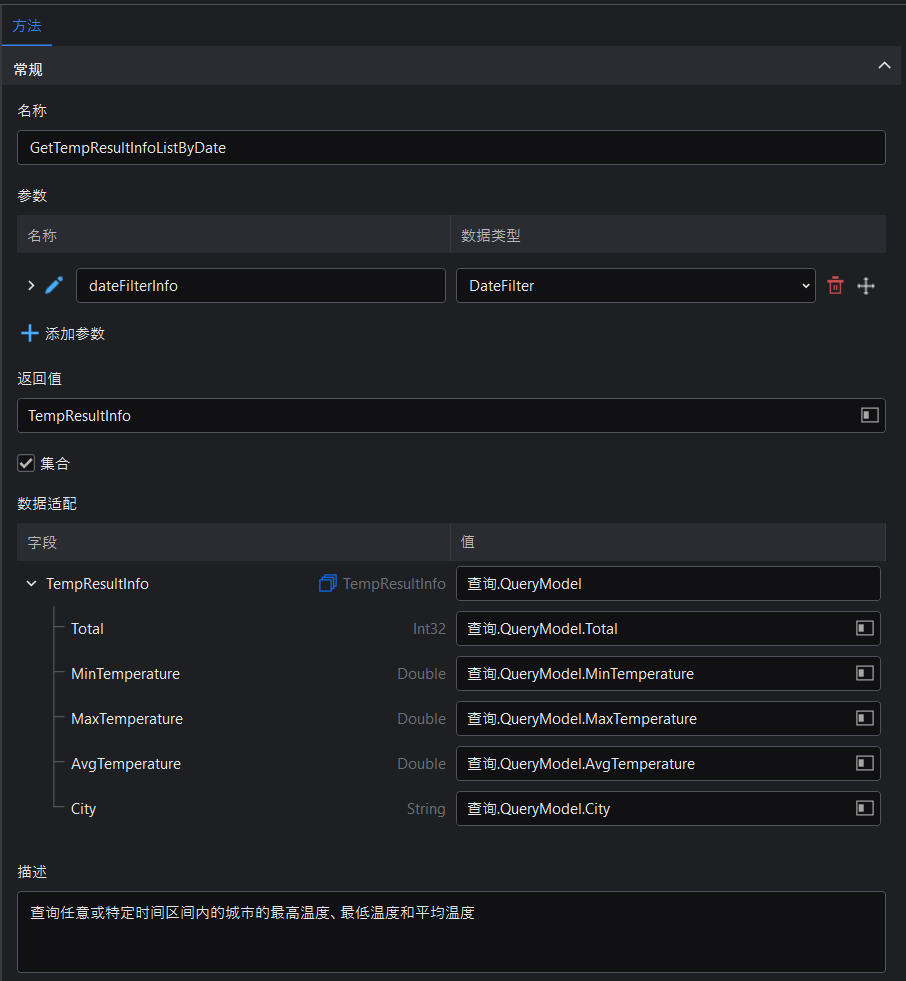 方法
常规
名称
GetTempResultInfoListByDate
参数
名称 数据类型
dateFilterInfo DateFilter
添加参数
返回值
TempResultInfo
集合
数据适配
字段 值
TempResultInfo TempResultInfo 查询.QueryModel
Total Int32 查询.QueryModel.Total
MinTemperature Double 查询.QueryModel.MinTemperature
MaxTemperature Double 查询.QueryModel.MaxTemperature
AvgTemperature Double 查询.QueryModel.AvgTemperature
City String 查询.QueryModel.City
描述
查询任意或特定时间区间内的城市的最高温度、最低温度和平均温度